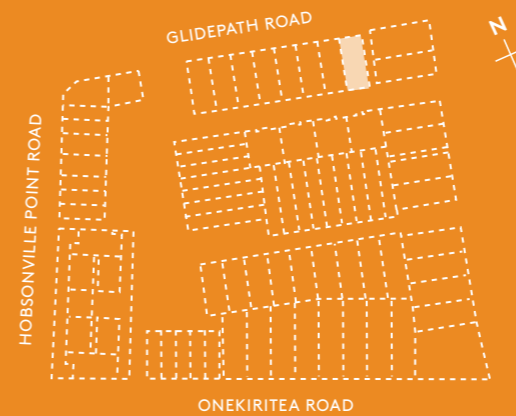 GLIDEPATH ROAD
N
HOBSONVILLE POINT ROAD
ONEKIRITEA ROAD